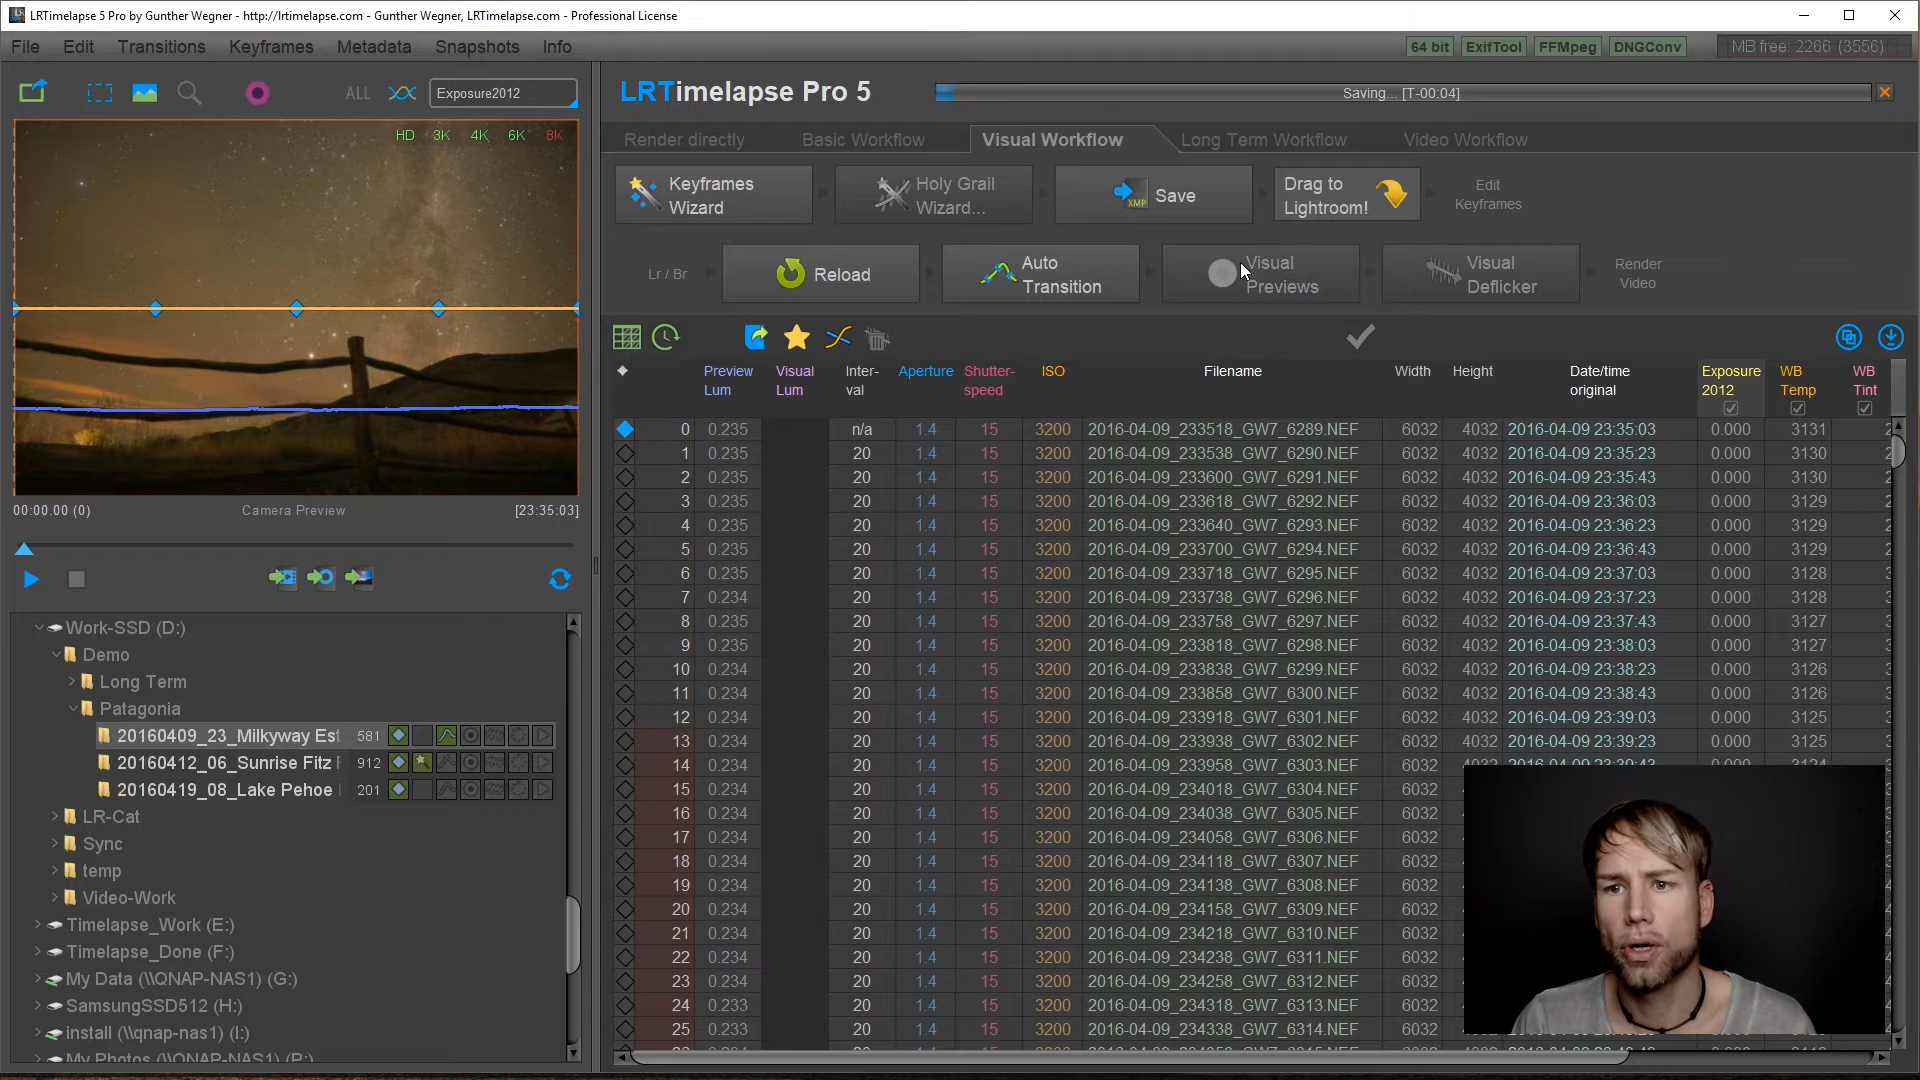 LRTimelapse 5 Pro by Gunther Wegner - http://lrtimelapse.com - Gunther Wegner, LRTimelapse.com - Professional License
File Edit Transitions Keyframes Metadata Snapshots Info 64 bit ExifTool FFMpeg DNGConv MB free: 2266 (3556)
ALL Exposure2012
LRTimelapse Pro 5 Saving... [T-00:04]
HD 3K 4K 6K 8K
Render directly Basic Workflow Visual Workflow Long Term Workflow Video Workflow
Keyframes Wizard Holy Grail Wizard... XMP Save Drag to Lightroom! Edit Keyframes
Lr / Br Reload Auto Transition Visual Previews Visual Deflicker Render Video
00:00.00 (0) Camera Preview [23:35:03]
Work-SSD (D:)
Demo
Long Term
Patagonia
20160409_23_Milkyway Est 581
20160412_06_Sunrise Fitz 912
20160419_08_Lake Pehoe 201
LR-Cat
Sync
temp
Video-Work
Timelapse_Work (E:)
Timelapse_Done (F:)
My Data (\\QNAP-NAS1) (G:)
SamsungSSD512 (H:)
install (\\qnap-nas1) (I:)
My Photos (\\QNAP-NAS1) (P:)
Preview Lum Visual Lum Inter-val Aperture Shutter-speed ISO Filename Width Height Date/time original Exposure 2012 WB Temp WB Tint
0 0.235 n/a 1.4 15 3200 2016-04-09_233518_GW7_6289.NEF 6032 4032 2016-04-09 23:35:03 0.000 3131
1 0.235 20 1.4 15 3200 2016-04-09_233538_GW7_6290.NEF 6032 4032 2016-04-09 23:35:23 0.000 3130
2 0.235 20 1.4 15 3200 2016-04-09_233600_GW7_6291.NEF 6032 4032 2016-04-09 23:35:43 0.000 3130
3 0.235 20 1.4 15 3200 2016-04-09_233618_GW7_6292.NEF 6032 4032 2016-04-09 23:36:03 0.000 3129
4 0.235 20 1.4 15 3200 2016-04-09_233640_GW7_6293.NEF 6032 4032 2016-04-09 23:36:23 0.000 3129
5 0.235 20 1.4 15 3200 2016-04-09_233700_GW7_6294.NEF 6032 4032 2016-04-09 23:36:43 0.000 3129
6 0.235 20 1.4 15 3200 2016-04-09_233718_GW7_6295.NEF 6032 4032 2016-04-09 23:37:03 0.000 3128
7 0.234 20 1.4 15 3200 2016-04-09_233738_GW7_6296.NEF 6032 4032 2016-04-09 23:37:23 0.000 3128
8 0.235 20 1.4 15 3200 2016-04-09_233758_GW7_6297.NEF 6032 4032 2016-04-09 23:37:43 0.000 3127
9 0.235 20 1.4 15 3200 2016-04-09_233818_GW7_6298.NEF 6032 4032 2016-04-09 23:38:03 0.000 3127
10 0.234 20 1.4 15 3200 2016-04-09_233838_GW7_6299.NEF 6032 4032 2016-04-09 23:38:23 0.000 3126
11 0.234 20 1.4 15 3200 2016-04-09_233858_GW7_6300.NEF 6032 4032 2016-04-09 23:38:43 0.000 3126
12 0.234 20 1.4 15 3200 2016-04-09_233918_GW7_6301.NEF 6032 4032 2016-04-09 23:39:03 0.000 3125
13 0.234 20 1.4 15 3200 2016-04-09_233938_GW7_6302.NEF 6032 4032 2016-04-09 23:39:23 0.000 3125
14 0.234 20 1.4 15 3200 2016-04-09_233958_GW7_6303.NEF
15 0.234 20 1.4 15 3200 2016-04-09_234018_GW7_6304.NEF
16 0.234 20 1.4 15 3200 2016-04-09_234038_GW7_6305.NEF
17 0.234 20 1.4 15 3200 2016-04-09_234058_GW7_6306.NEF
18 0.234 20 1.4 15 3200 2016-04-09_234118_GW7_6307.NEF
19 0.234 20 1.4 15 3200 2016-04-09_234138_GW7_6308.NEF
20 0.234 20 1.4 15 3200 2016-04-09_234158_GW7_6309.NEF
21 0.234 20 1.4 15 3200 2016-04-09_234218_GW7_6310.NEF
22 0.234 20 1.4 15 3200 2016-04-09_234238_GW7_6311.NEF
23 0.234 20 1.4 15 3200 2016-04-09_234258_GW7_6312.NEF
24 0.233 20 1.4 15 3200 2016-04-09_234318_GW7_6313.NEF
25 0.233 20 1.4 15 3200 2016-04-09_234338_GW7_6314.NEF